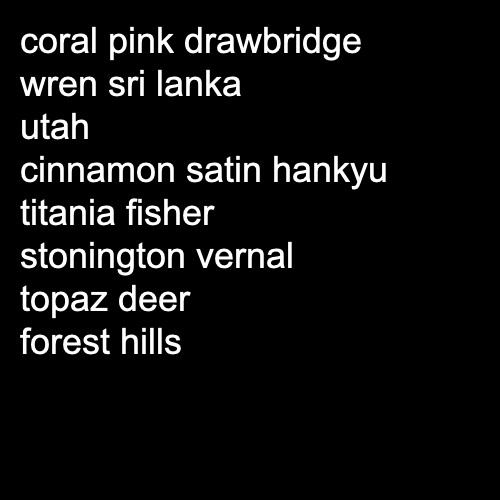 coral pink drawbridge
wren sri lanka
utah
cinnamon satin hankyu
titania fisher
stonington vernal
topaz deer
forest hills